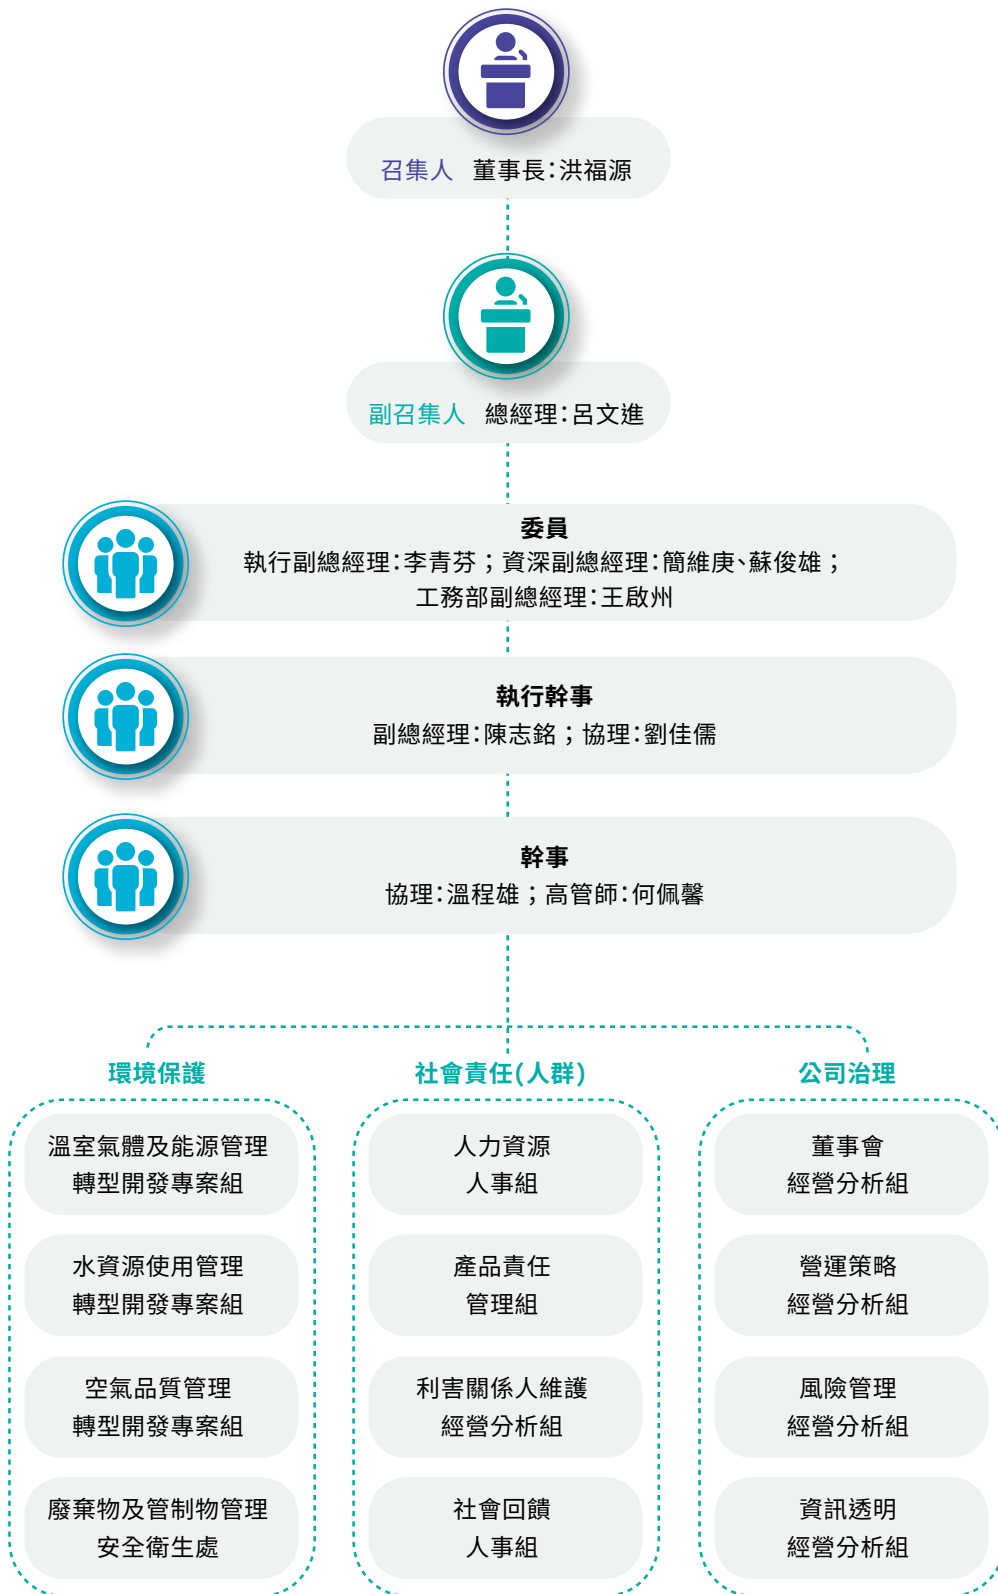 召集人 董事長：洪福源
副召集人 總經理：呂文進
委員
執行副總經理：李青芬；資深副總經理：簡維庚、蘇俊雄；
工務部副總經理：王啟州
執行幹事
副總經理：陳志銘；協理：劉佳儒
幹事
協理：溫程雄；高管師：何佩馨
環境保護
溫室氣體及能源管理
轉型開發專案組
水資源使用管理
轉型開發專案組
空氣品質管理
轉型開發專案組
廢棄物及管制物管理
安全衛生處
社會責任(人群)
人力資源
人事組
產品責任
管理組
利害關係人維護
經營分析組
社會回饋
人事組
公司治理
董事會
經營分析組
營運策略
經營分析組
風險管理
經營分析組
資訊透明
經營分析組